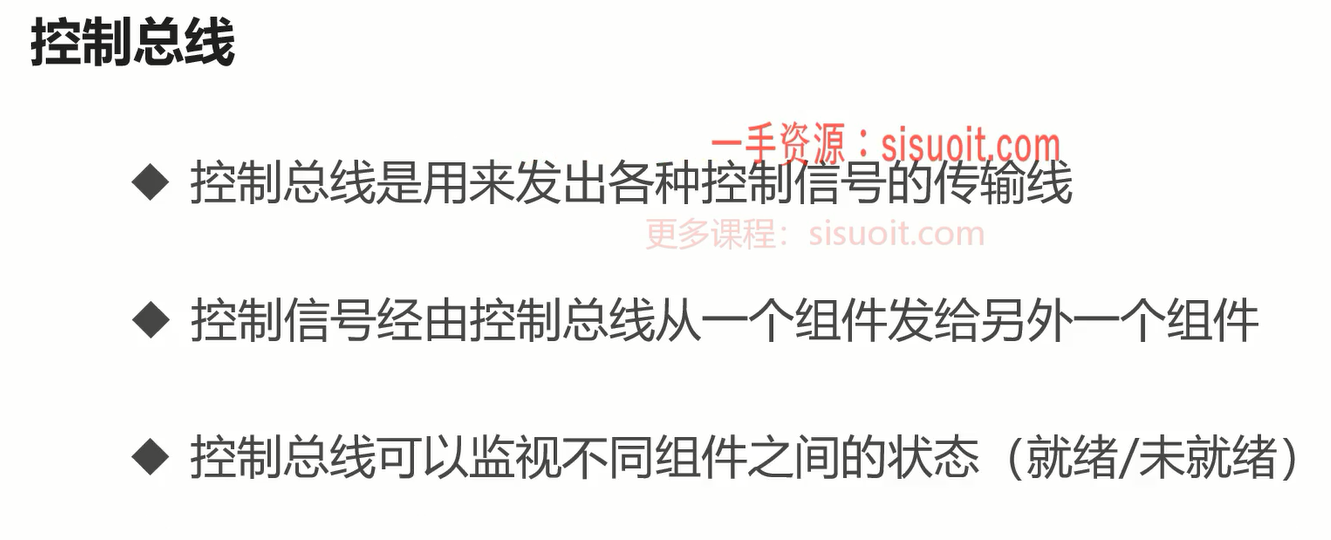 控制总线
一手资源：sisuoit.com
◆ 控制总线是用来发出各种控制信号的传输线
更多课程：sisuoit.com
◆ 控制信号经由控制总线从一个组件发给另外一个组件
◆ 控制总线可以监视不同组件之间的状态（就绪/未就绪）